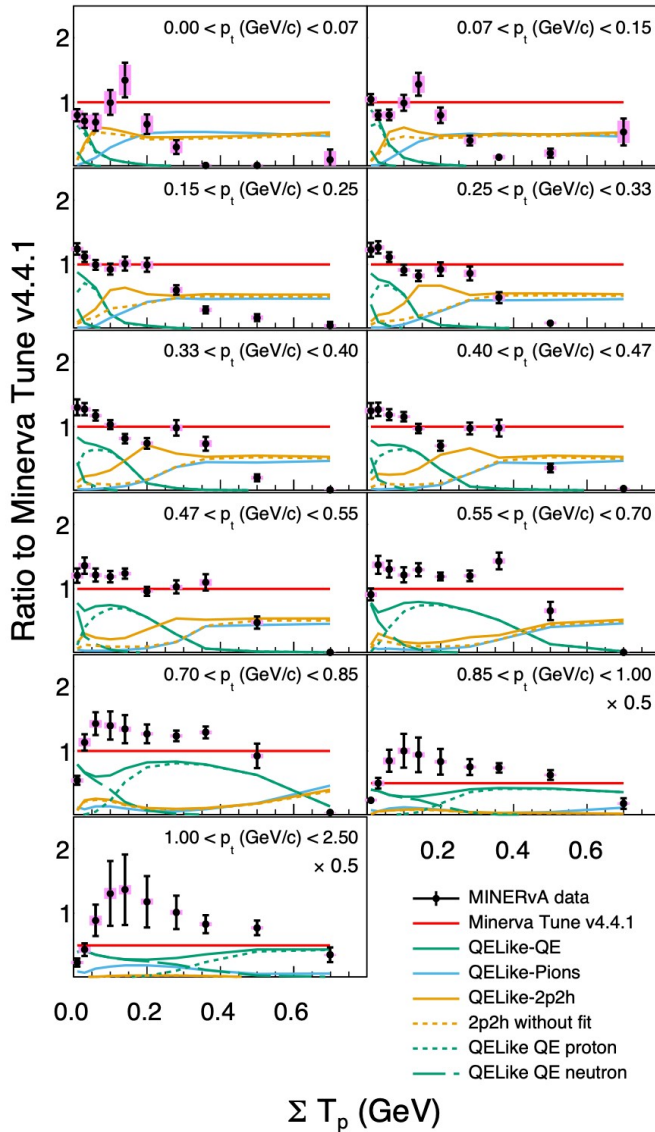 Ratio to Minerva Tune v4.4.1
0.00 < p_t (GeV/c) < 0.07
0.07 < p_t (GeV/c) < 0.15
2
1
0.15 < p_t (GeV/c) < 0.25
0.25 < p_t (GeV/c) < 0.33
2
1
0.33 < p_t (GeV/c) < 0.40
0.40 < p_t (GeV/c) < 0.47
2
1
0.47 < p_t (GeV/c) < 0.55
0.55 < p_t (GeV/c) < 0.70
2
1
0.70 < p_t (GeV/c) < 0.85
0.85 < p_t (GeV/c) < 1.00
× 0.5
2
1
1.00 < p_t (GeV/c) < 2.50
× 0.5
2
1
0.2 0.4 0.6
MINERvA data
Minerva Tune v4.4.1
QELike-QE
QELike-Pions
QELike-2p2h
2p2h without fit
QELike QE proton
QELike QE neutron
0.0 0.2 0.4 0.6
Σ T_p (GeV)